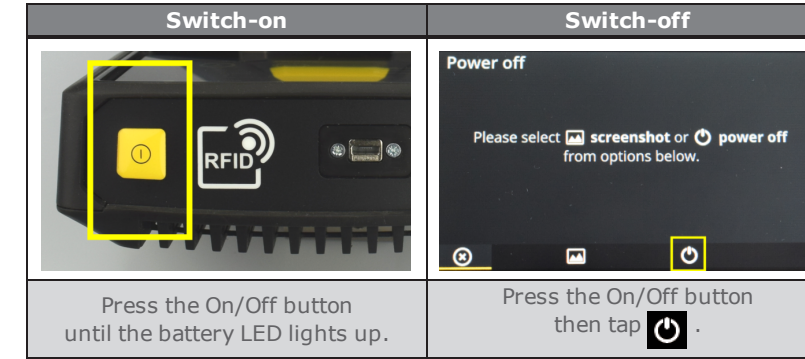 Switch-on
Switch-off
RFID
Power off
Please select screenshot or power off
from options below.
Press the On/Off button
until the battery LED lights up.
Press the On/Off button
then tap .